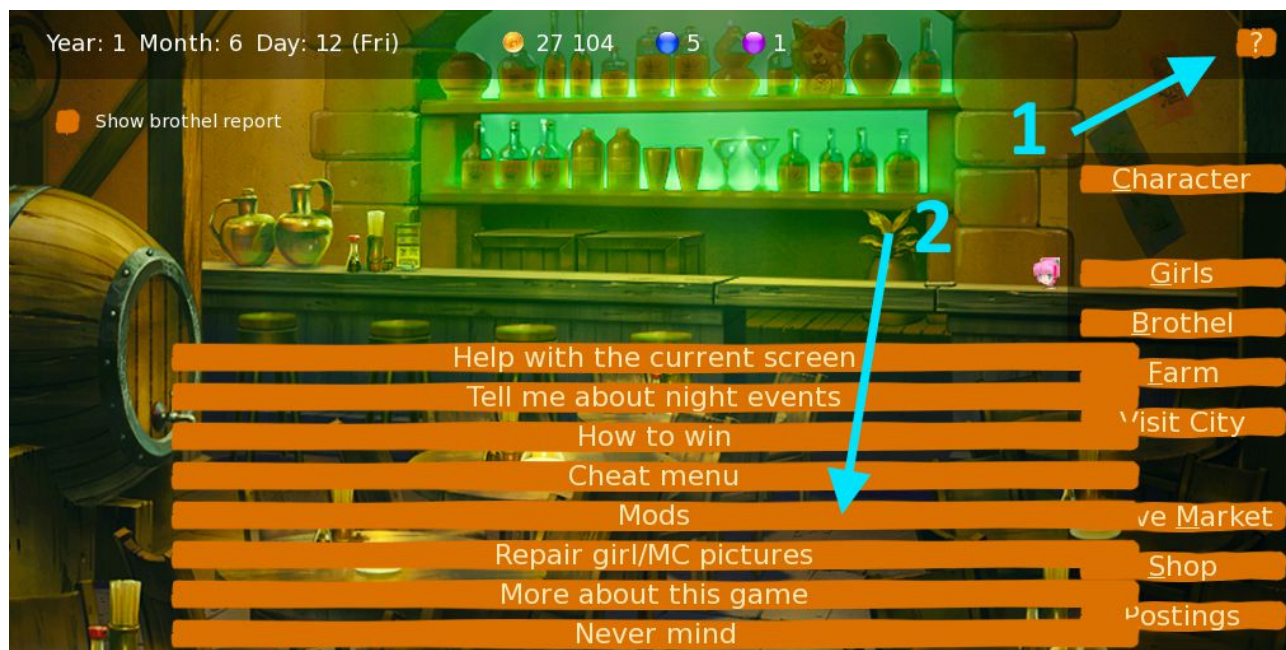 Year: 1 Month: 6 Day: 12 (Fri) 27 104 5 1 ?
Show brothel report
1
Character
2
Girls
Brothel
Help with the current screen
Farm
Tell me about night events
Visit City
How to win
Cheat menu
Mods
ve Market
Repair girl/MC pictures
Shop
More about this game
Postings
Never mind